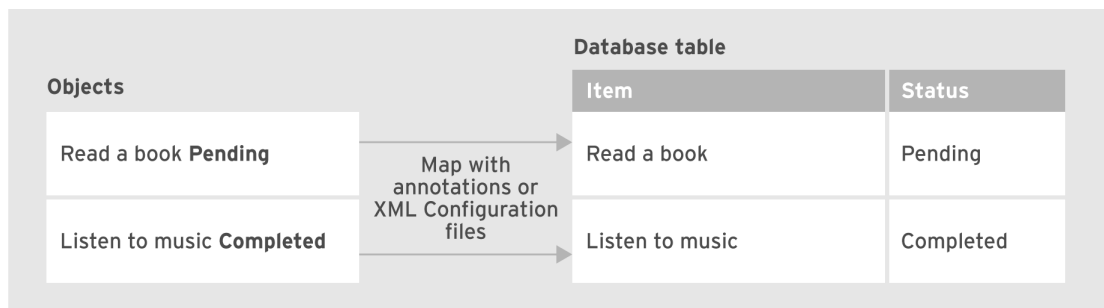 Objects
Read a book Pending
Listen to music Completed
Map with
annotations or
XML Configuration
files
Database table
Item Status
Read a book Pending
Listen to music Completed